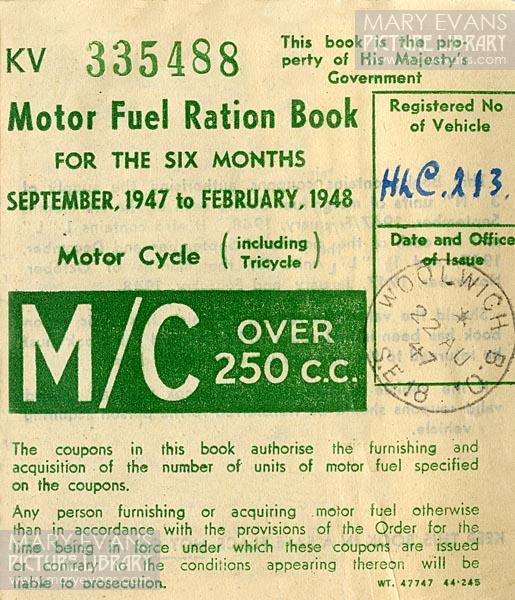 MARY EVANS
PICTURE LIBRARY
KV 335488
This book is the pro-
perty of His Majesty's
Government
Motor Fuel Ration Book
FOR THE SIX MONTHS
SEPTEMBER, 1947 to FEBRUARY, 1948
Motor Cycle ( including
Tricycle )
Registered No
of Vehicle
HLC.213.
Date and Office
of Issue
WOOLWICH B.O.
22 AU
47
S.E.18
M/C OVER
250 C.C.
The coupons in this book authorise the furnishing and
acquisition of the number of units of motor fuel specified
on the coupons.
Any person furnishing or acquiring motor fuel otherwise
than in accordance with the provisions of the Order for the
time being in force under which these coupons are issued
or contrary to the conditions appearing thereon will be
liable to prosecution.
WT. 47747 44-245
MARY EVANS
PICTURE LIBRARY